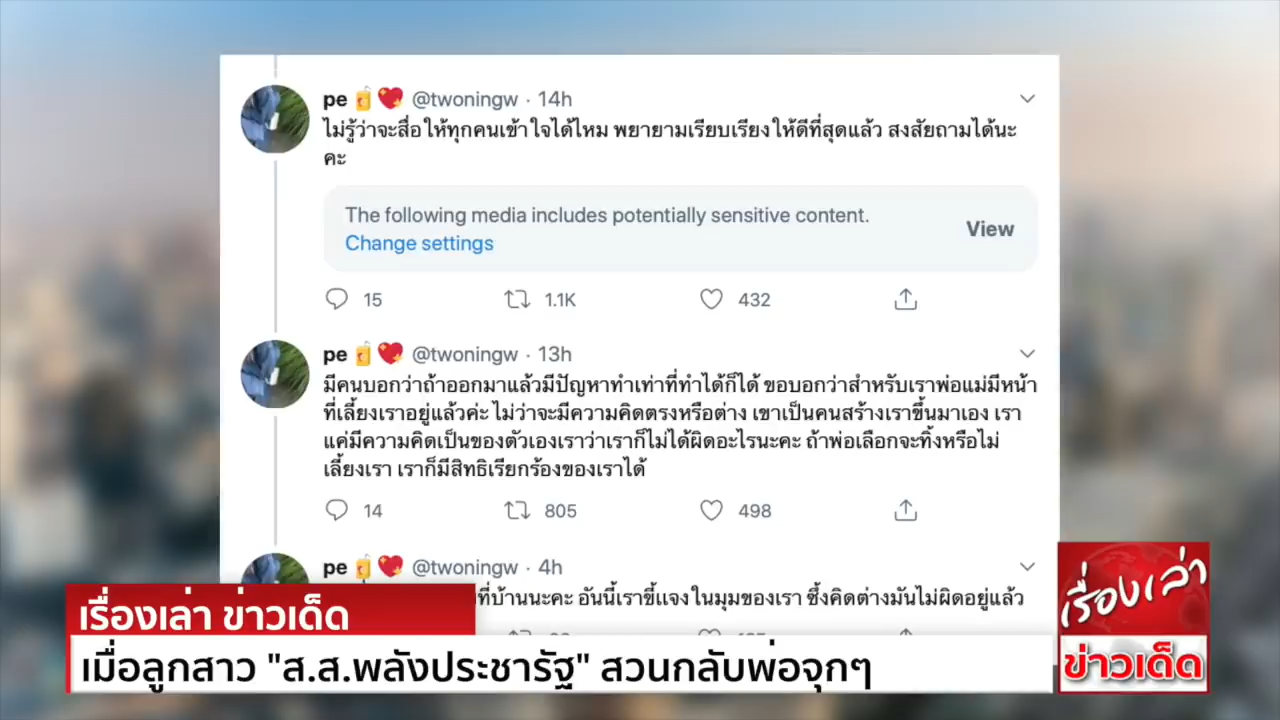 pe 🧃💖 @twoningw · 14h
ไม่รู้ว่าจะสื่อให้ทุกคนเข้าใจได้ไหม พยายามเรียบเรียงให้ดีที่สุดแล้ว สงสัยถามได้นะ
คะ
The following media includes potentially sensitive content.
Change settings
View
15 1.1K 432
pe 🧃💖 @twoningw · 13h
มีคนบอกว่าถ้าออกมาแล้วมีปัญหาทำเท่าที่ทำได้ก็ได้ ขอบอกว่าสำหรับเราพ่อแม่มีหน้า
ที่เลี้ยงเราอยู่แล้วค่ะ ไม่ว่าจะมีความคิดตรงหรือต่าง เขาเป็นคนสร้างเราขึ้นมาเอง เรา
แค่มีความคิดเป็นของตัวเองเราว่าเราก็ไม่ได้ผิดอะไรนะคะ ถ้าพ่อเลือกจะทิ้งหรือไม่
เลี้ยงเรา เราก็มีสิทธิเรียกร้องของเราได้
14 805 498
pe 🧃💖 @twoningw · 4h
ที่บ้านนะคะ อันนี้เราชี้แจงในมุมของเรา ซึ้งคิดต่างมันไม่ผิดอยู่แล้ว
เรื่องเล่า ข่าวเด็ด
เมื่อลูกสาว "ส.ส.พลังประชารัฐ" สวนกลับพ่อจุกๆ
เรื่องเล่า
ข่าวเด็ด